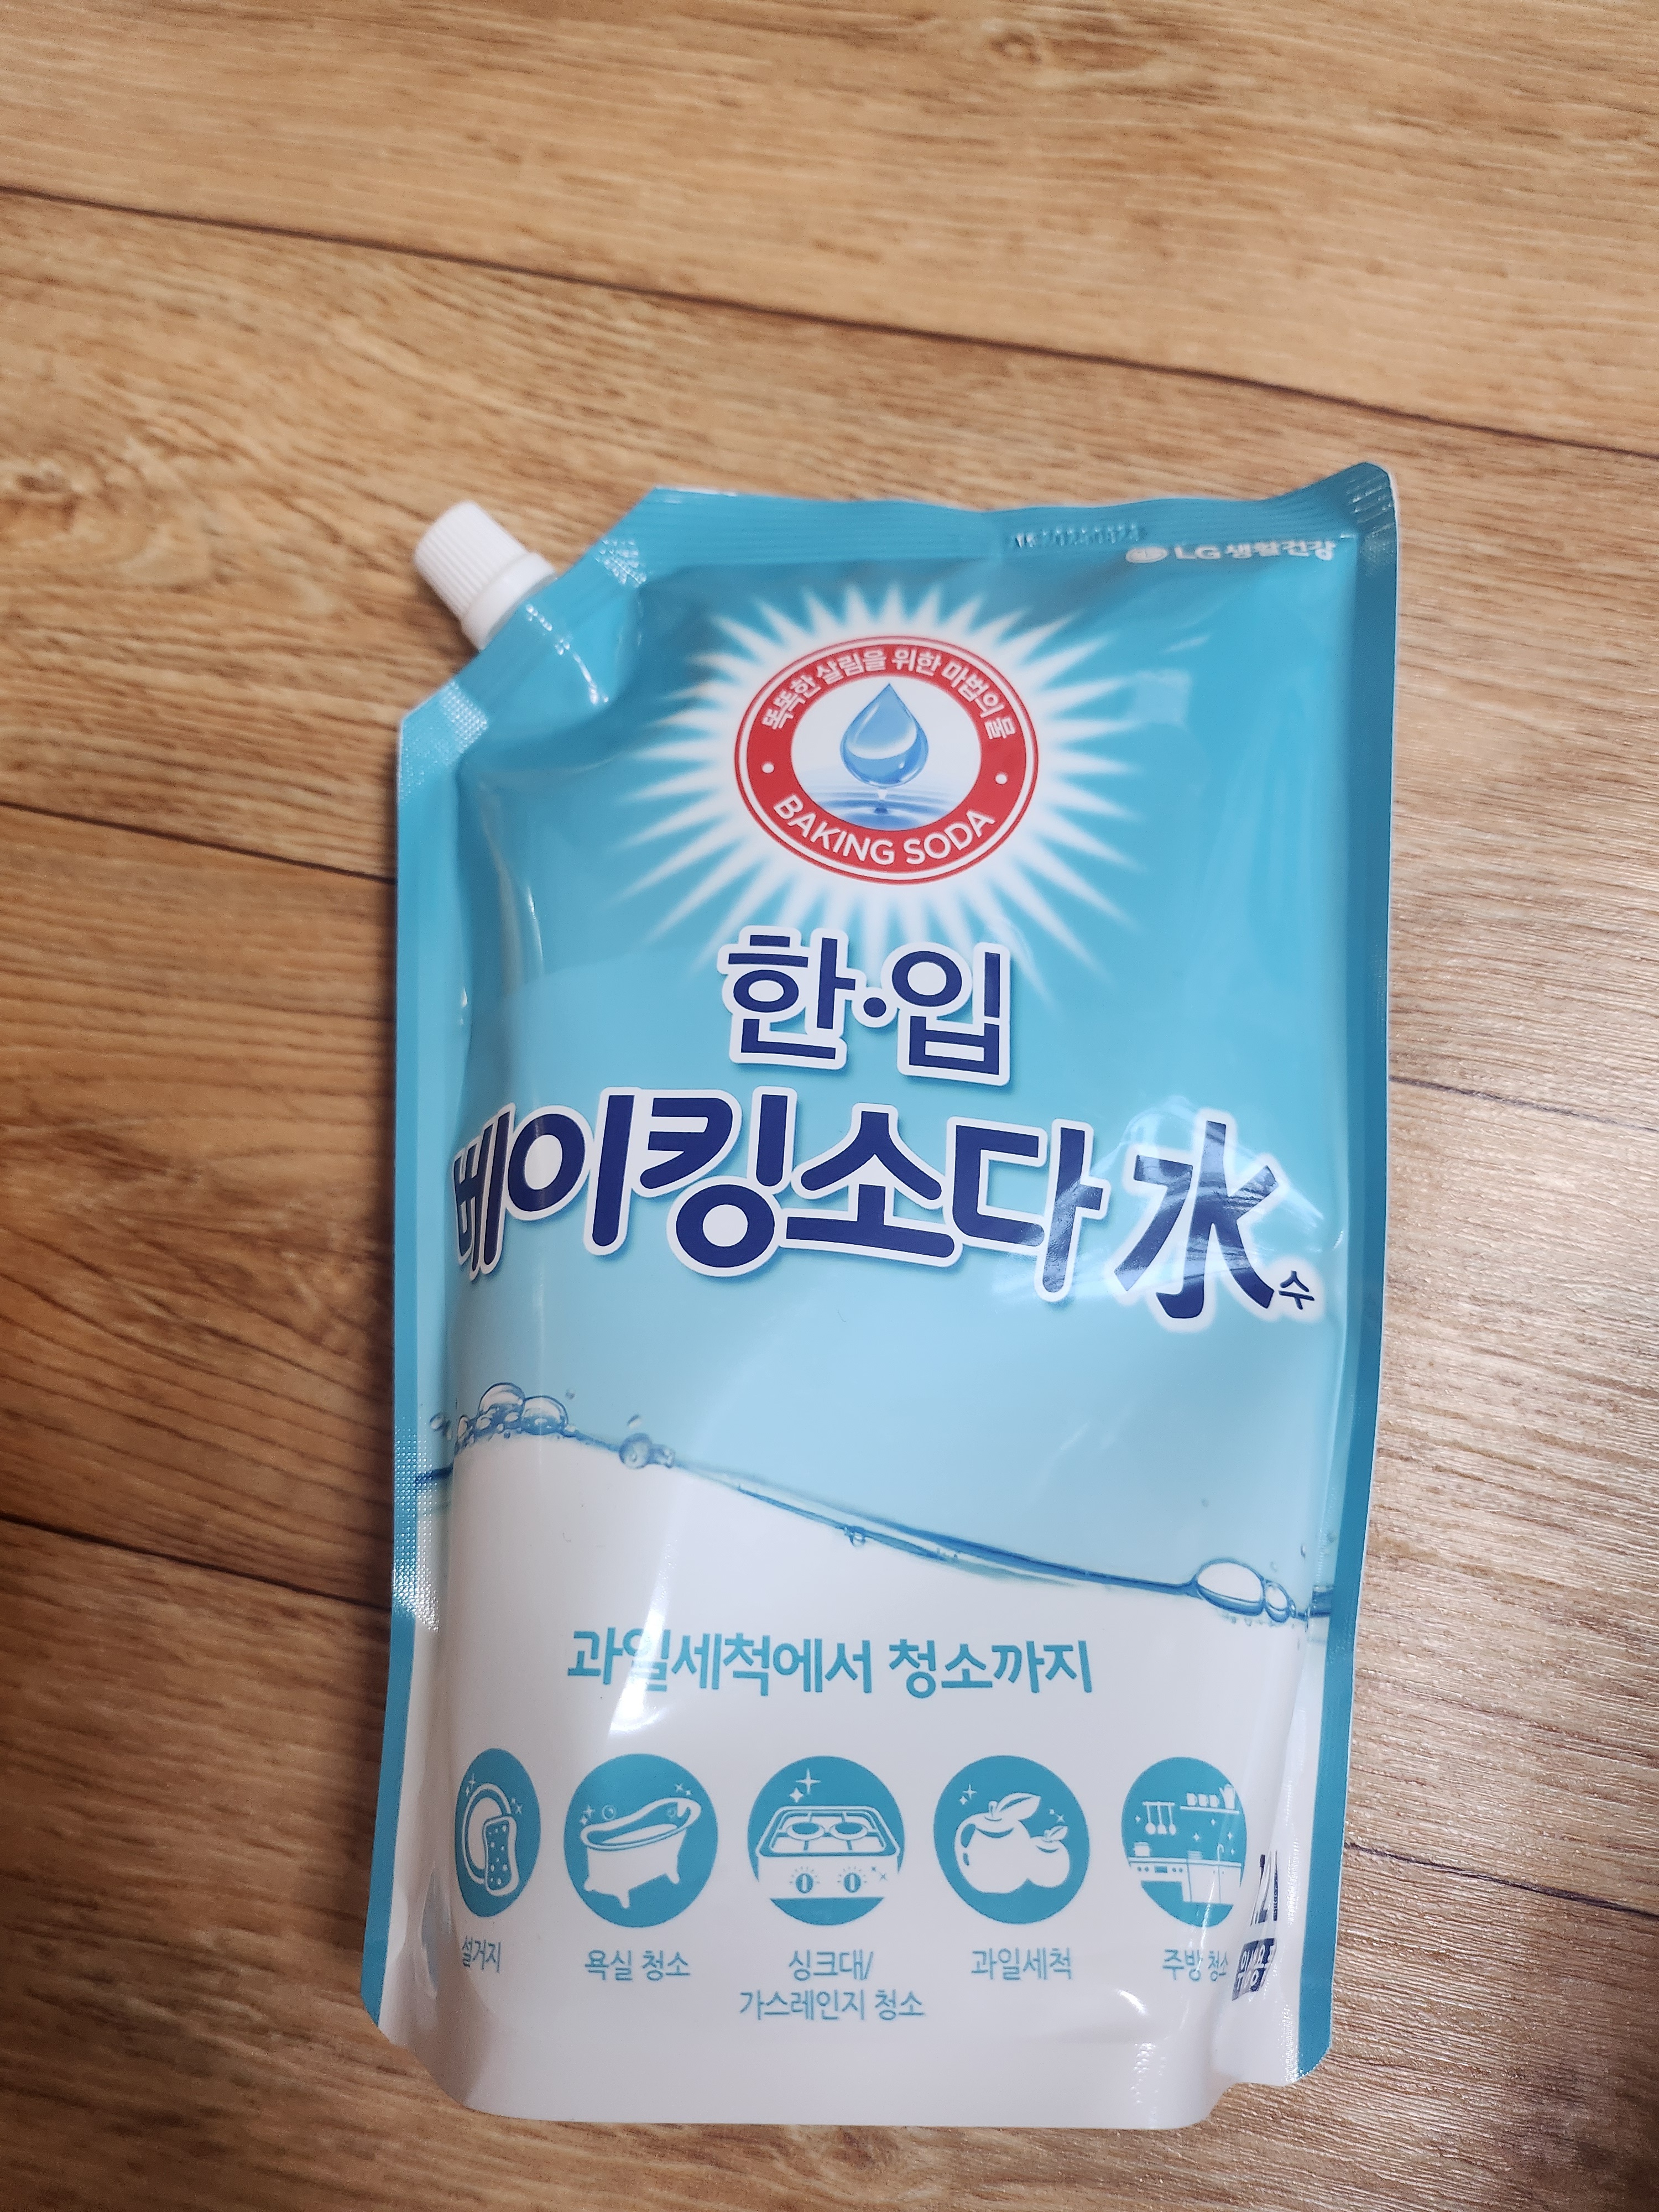 LG생활건강
똑똑한 살림을 위한 마법의 물
BAKING SODA
한·입
베이킹소다 水
수
과일세척에서 청소까지
설거지
욕실 청소
싱크대/
가스레인지 청소
과일세척
주방 청소